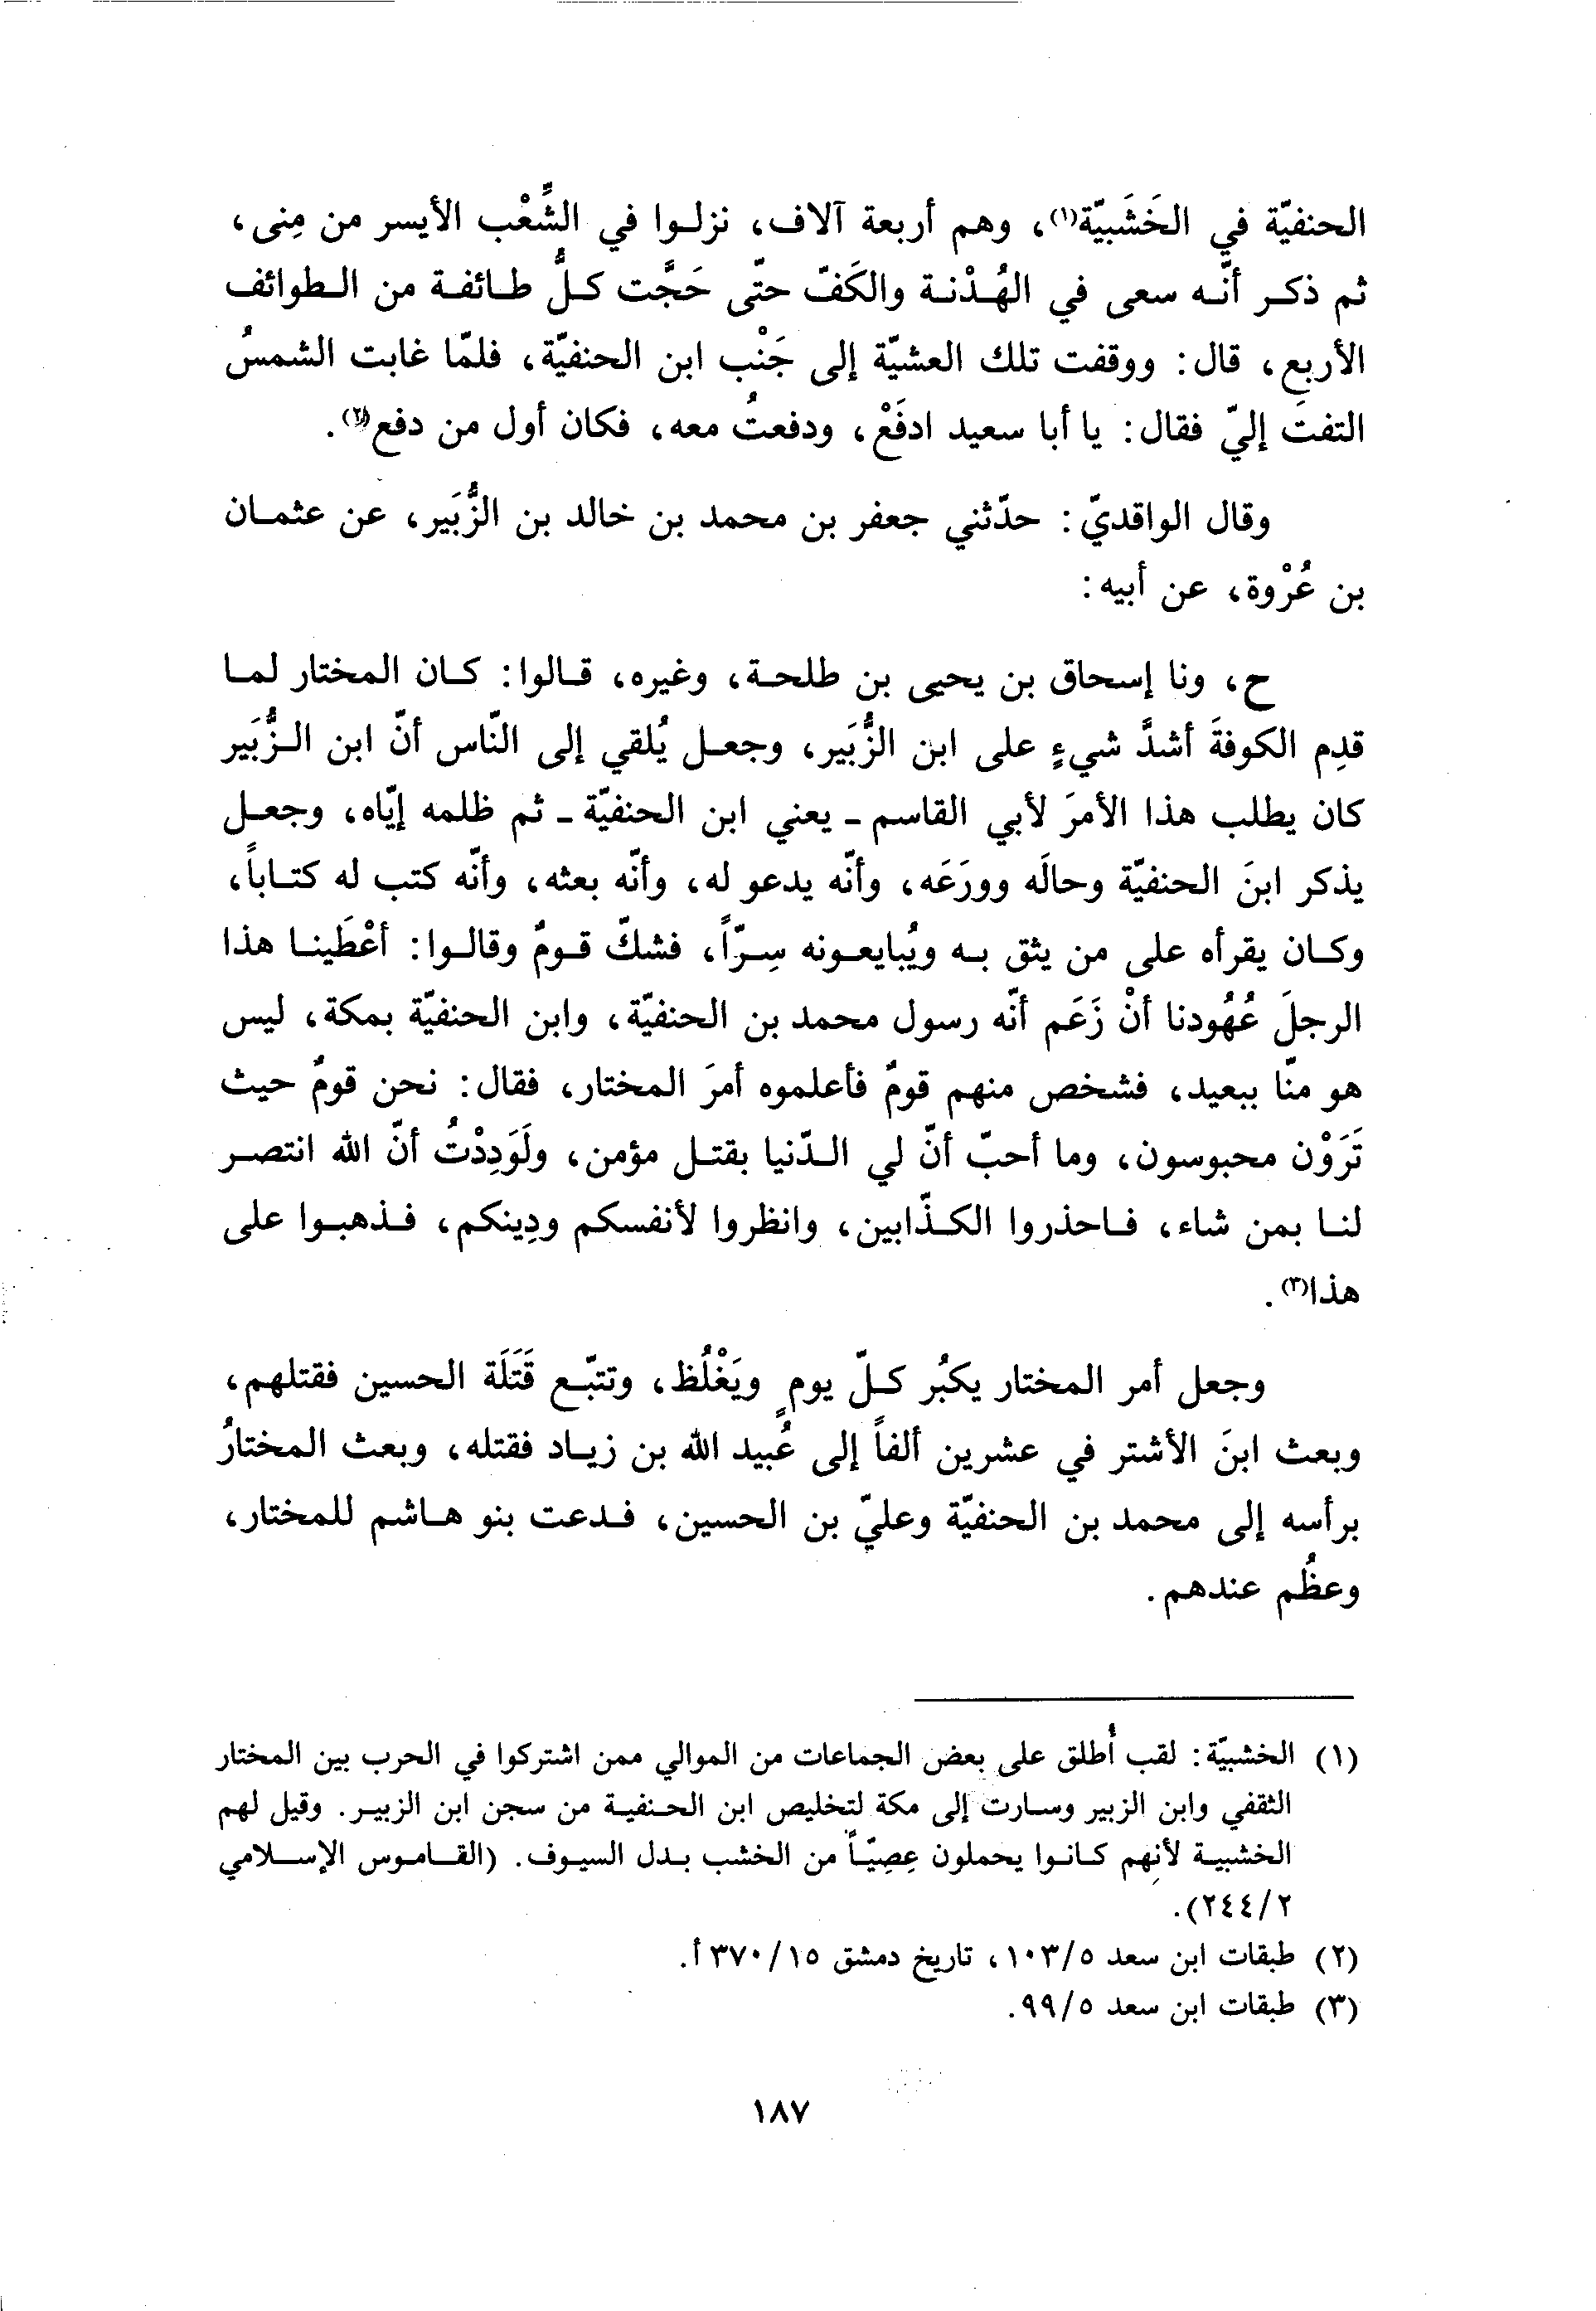 الحنفيّة في الخَشَبيّة(١)، وهم أربعة آلاف، نزلوا في الشِّعْب الأيسر من مِنى،
ثم ذكر أنّه سعى في الهُدْنة والكَفّ حتّى حَجَّت كلُّ طائفة من الطوائف
الأربع، قال: ووقفت تلك العشيّة إلى جَنْب ابن الحنفيّة، فلمّا غابت الشمسُ
التفتَ إليّ فقال: يا أبا سعيد ادفَعْ، ودفعتُ معه، فكان أول من دفع(٢).
وقال الواقديّ: حدّثني جعفر بن محمد بن خالد بن الزُّبَير، عن عثمان
بن عُرْوة، عن أبيه:
ح، ونا إسحاق بن يحيى بن طلحة، وغيره، قالوا: كان المختار لما
قدِم الكوفةَ أشدَّ شيءٍ على ابن الزُّبَير، وجعل يُلقي إلى النّاس أنّ ابن الزُّبَير
كان يطلب هذا الأمرَ لأبي القاسم - يعني ابن الحنفيّة - ثم ظلمه إيّاه، وجعل
يذكر ابنَ الحنفيّة وحالَه وورَعَه، وأنّه يدعو له، وأنّه بعثه، وأنّه كتب له كتاباً،
وكان يقرأه على من يثق به ويُبايعونه سِرّاً، فشكّ قومٌ وقالوا: أعْطَينا هذا
الرجلَ عُهُودنا أنْ زَعَم أنّه رسول محمد بن الحنفيّة، وابن الحنفيّة بمكة، ليس
هو منّا ببعيد، فشخص منهم قومٌ فأعلموه أمرَ المختار، فقال: نحن قومٌ حيث
تَرَوْن محبوسون، وما أحبّ أنّ لي الدّنيا بقتل مؤمن، ولَوَدِدْتُ أنّ الله انتصر
لنا بمن شاء، فاحذروا الكذّابين، وانظروا لأنفسكم ودِينكم، فذهبوا على
هذا(٣).
وجعل أمر المختار يكبُر كلّ يومٍ ويَغْلُظ، وتتبّع قَتَلَة الحسين فقتلهم،
وبعث ابنَ الأشتر في عشرين ألفاً إلى عُبيد الله بن زياد فقتله، وبعث المختارُ
برأسه إلى محمد بن الحنفيّة وعليّ بن الحسين، فدعت بنو هاشم للمختار،
وعظُم عندهم.
(١) الخشبيّة: لقب أُطلق على بعض الجماعات من الموالي ممن اشتركوا في الحرب بين المختار
الثقفي وابن الزبير وسارت إلى مكة لتخليص ابن الحنفية من سجن ابن الزبير. وقيل لهم
الخشبية لأنهم كانوا يحملون عِصِيّاً من الخشب بدل السيوف. (القاموس الإسلامي
٢/٢٤٤).
(٢) طبقات ابن سعد ٥/١٠٣، تاريخ دمشق ١٥/٣٧٠ أ.
(٣) طبقات ابن سعد ٥/٩٩.
١٨٧